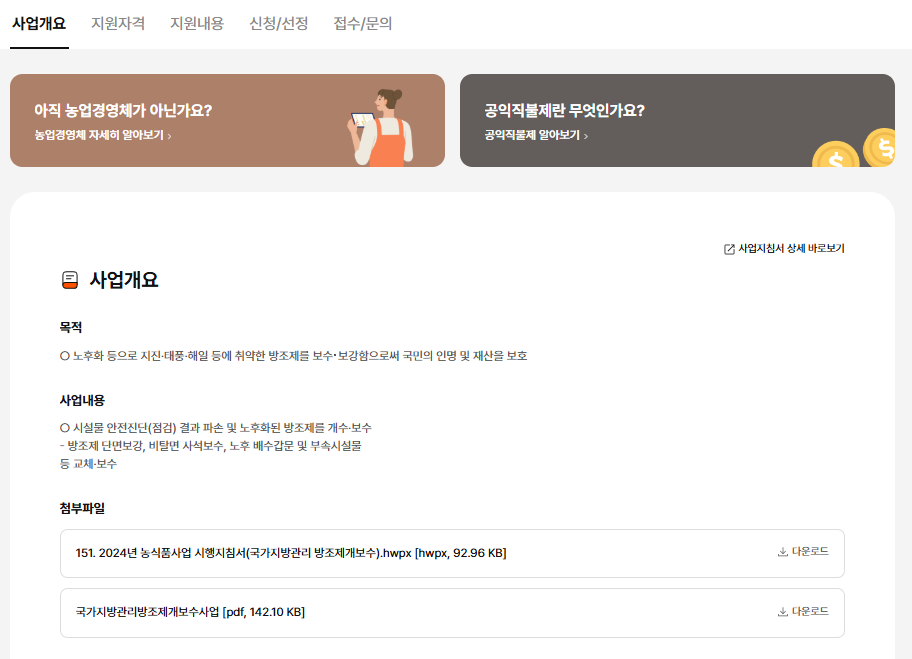 사업개요 지원자격 지원내용 신청/선정 접수/문의
아직 농업경영체가 아닌가요?
농업경영체 자세히 알아보기 >
공익직불제란 무엇인가요?
공익직불제 알아보기 >
사업지침서 상세 바로보기
사업개요
목적
○ 노후화 등으로 지진·태풍·해일 등에 취약한 방조제를 보수·보강함으로써 국민의 인명 및 재산을 보호
사업내용
○ 시설물 안전진단(점검) 결과 파손 및 노후화된 방조제를 개수·보수
- 방조제 단면보강, 비탈면 사석보수, 노후 배수갑문 및 부속시설물
등 교체·보수
첨부파일
151. 2024년 농식품사업 시행지침서(국가지방관리 방조제개보수).hwpx [hwpx, 92.96 KB] 다운로드
국가지방관리방조제개보수사업 [pdf, 142.10 KB] 다운로드